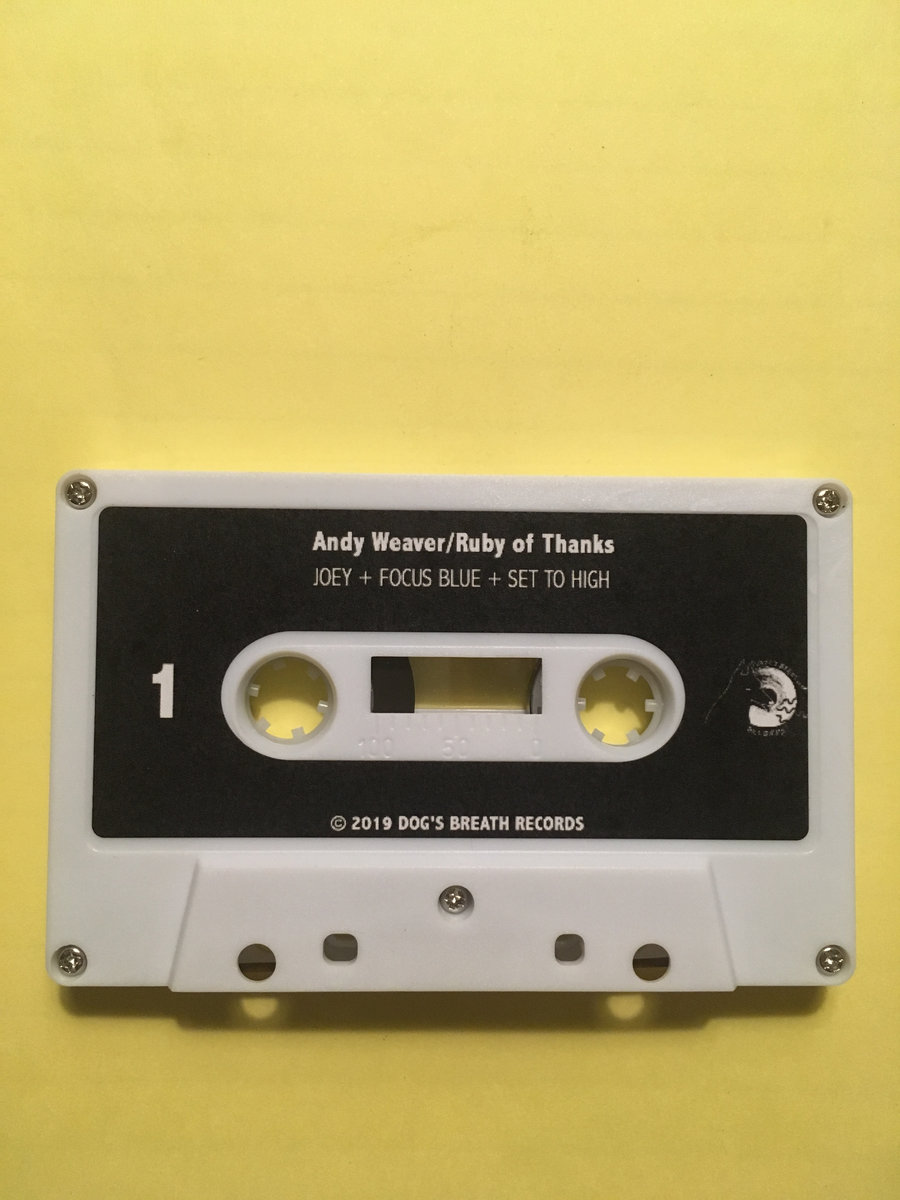 Andy Weaver/Ruby of Thanks
JOEY + FOCUS BLUE + SET TO HIGH
1
100 50 0
© 2019 DOG'S BREATH RECORDS